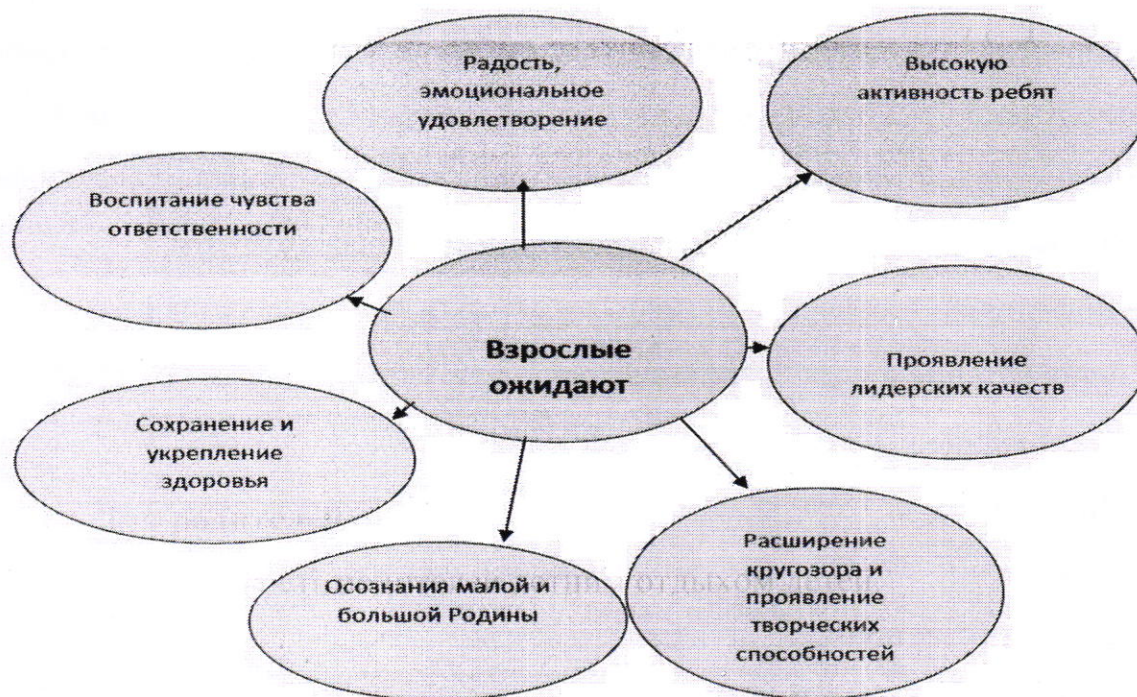 Радость,
эмоциональное
удовлетворение
Высокую
активность ребят
Воспитание чувства
ответственности
Взрослые
ожидают
Проявление
лидерских качеств
Сохранение и
укрепление
здоровья
Осознания малой и
большой Родины
Расширение
кругозора и
проявление
творческих
способностей
отдыхом